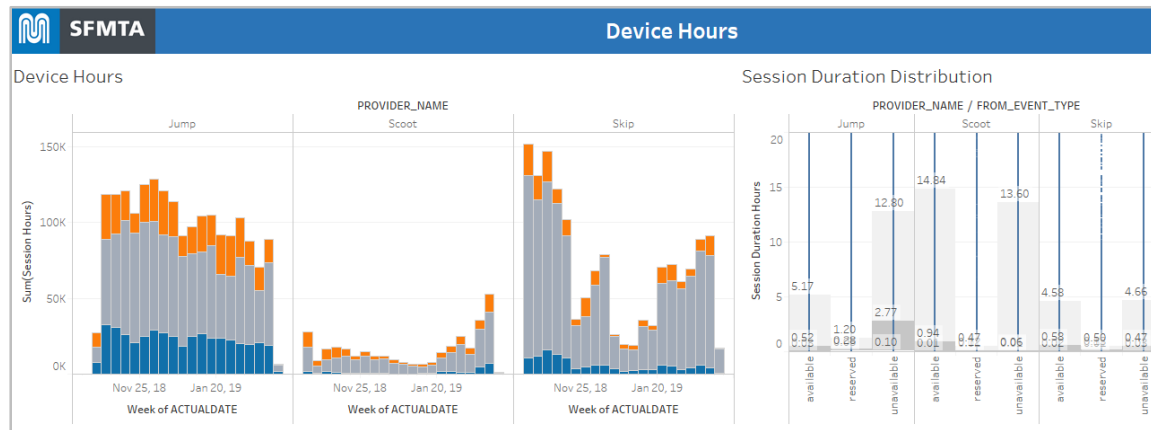 SFMTA
Device Hours
Device Hours
Session Duration Distribution
PROVIDER_NAME
Jump
Scoot
Skip
150K
100K
50K
0K
Sum(Session Hours)
Nov 25, 18
Jan 20, 19
Nov 25, 18
Jan 20, 19
Nov 25, 18
Jan 20, 19
Week of ACTUALDATE
Week of ACTUALDATE
Week of ACTUALDATE
PROVIDER_NAME / FROM_EVENT_TYPE
Jump
Scoot
Skip
20
15
10
5
0
Session Duration Hours
5.17
0.52
1.20
0.28
12.80
2.77
0.10
14.84
0.94
0.01
0.47
13.60
0.06
4.58
0.58
0.02
0.50
4.66
0.47
available
reserved
unavailable
available
reserved
unavailable
available
reserved
unavailable